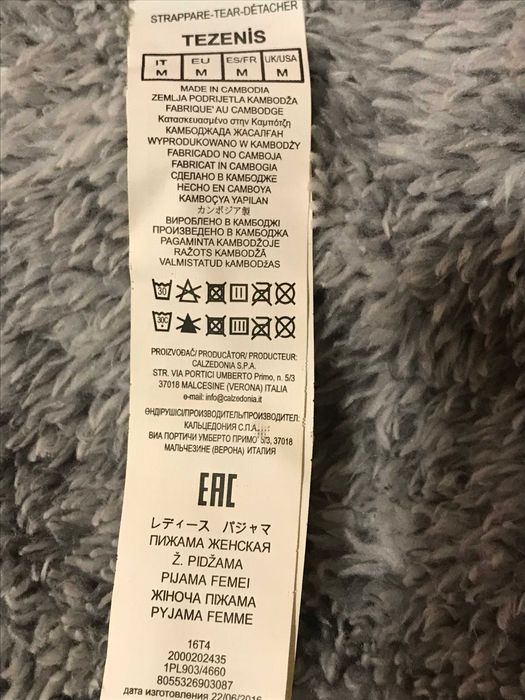 STRAPPARE-TEAR-DÉTACHER
TEZENIS
IT EU ES/FR UK/USA
M M M M
MADE IN CAMBODIA
ZEMLJA PODRIJETLA KAMBODŽA
FABRIQUE' AU CAMBODGE
Κατασκευασμένο στην Καμπότζη
КАМБОДЖАДА ЖАСАЛҒАН
WYPRODUKOWANO W KAMBODŻY
FABRICADO NO CAMBOJA
FABRICAT IN CAMBOGIA
СДЕЛАНО В КАМБОДЖЕ
HECHO EN CAMBOYA
KAMBOÇYA YAPILAN
カンボジア製
ВИРОБЛЕНО В КАМБОДЖІ
ПРОИЗВЕДЕНО В КАМБОДЖА
PAGAMINTA KAMBODŽOJE
RAŽOTS KAMBODŽĀ
VALMISTATUD KAMBODžAS
30
30C
PROIZVOĐAČ/ PRODUCĂTOR/ PRODUCTEUR:
CALZEDONIA S.P.A.
STR. VIA PORTICI UMBERTO Primo, n. 5/3
37018 MALCESINE (VERONA) ITALIA
e-mail: info@calzedonia.it
ӨНДІРУШІСІ/ПРОИЗВОДИТЕЛЬ/ПРОИЗВОДИТЕЛ:
КАЛЬЦЕДОНИЯ С.П.А.
ВИА ПОРТИЧИ УМБЕРТО ПРИМО 5/3, 37018
МАЛЬЧЕЗИНЕ (ВЕРОНА) ИТАЛИЯ
EAC
レディース パジャマ
ПИЖАМА ЖЕНСКАЯ
Ž. PIDŽAMA
PIJAMA FEMEI
ЖІНОЧА ПІЖАМА
PYJAMA FEMME
16T4
2000202435
1PL903/4660
8055326903087
дата изготовления 22/06/2016